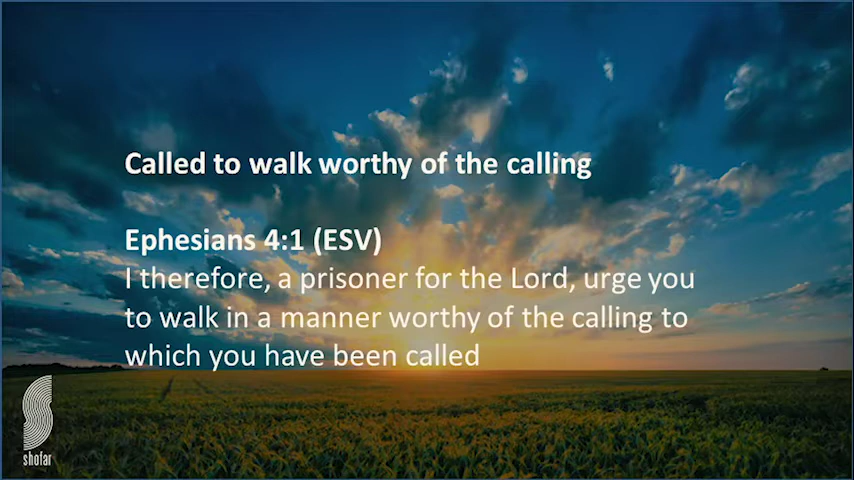 Called to walk worthy of the calling
Ephesians 4:1 (ESV)
I therefore, a prisoner for the Lord, urge you
to walk in a manner worthy of the calling to
which you have been called
shofar